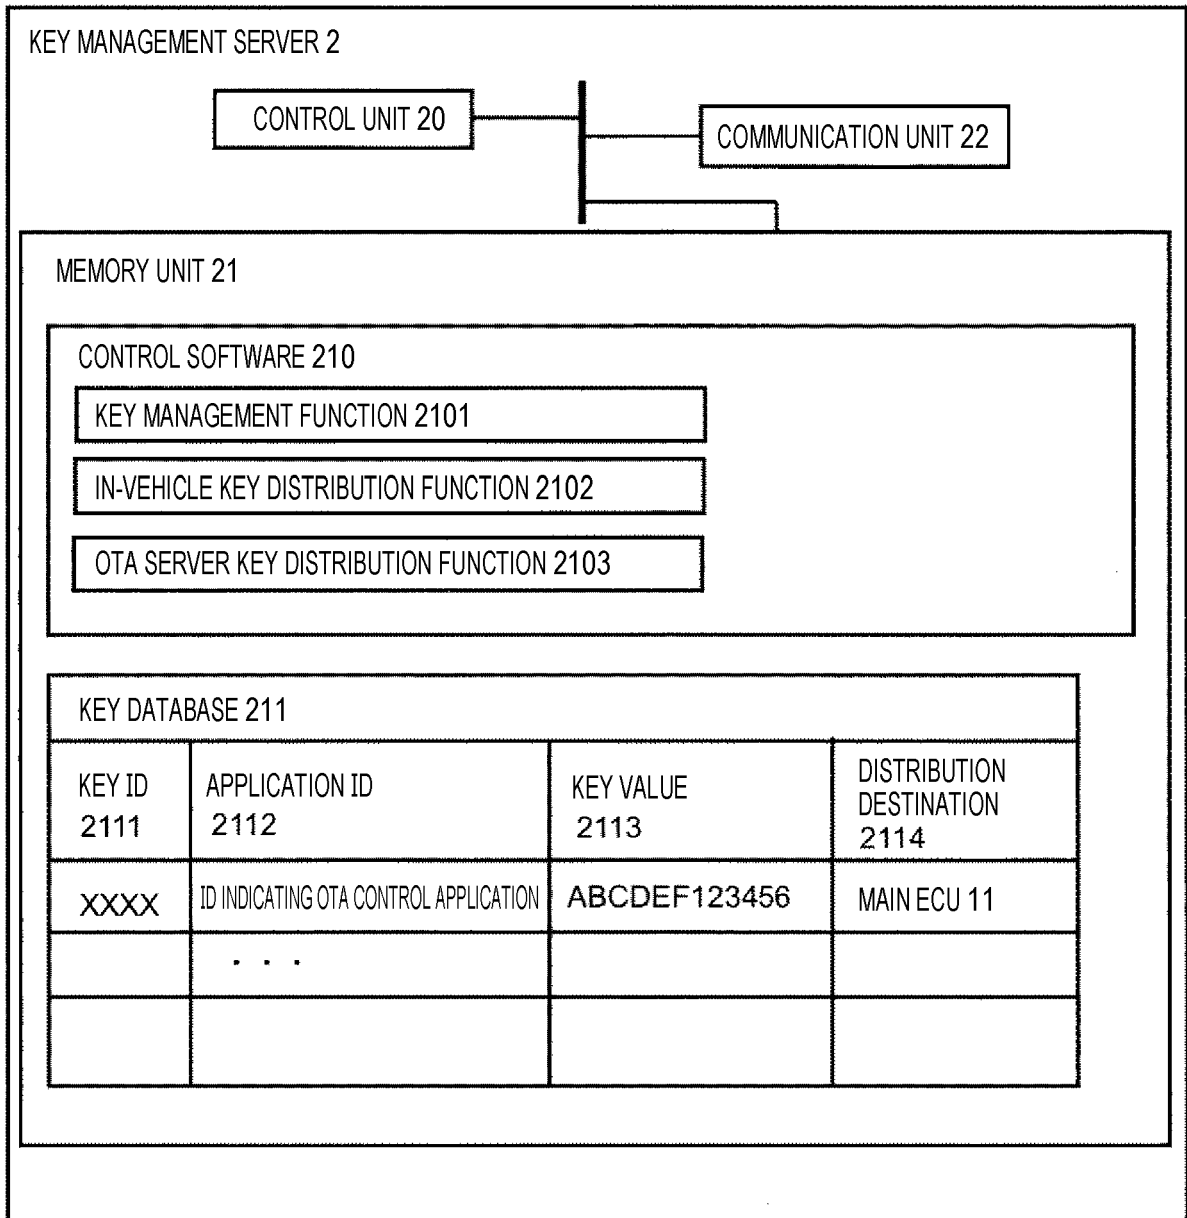 KEY MANAGEMENT SERVER 2
CONTROL UNIT 20
COMMUNICATION UNIT 22
MEMORY UNIT 21
CONTROL SOFTWARE 210
KEY MANAGEMENT FUNCTION 2101
IN-VEHICLE KEY DISTRIBUTION FUNCTION 2102
OTA SERVER KEY DISTRIBUTION FUNCTION 2103
KEY DATABASE 211
KEY ID
2111
APPLICATION ID
2112
KEY VALUE
2113
DISTRIBUTION
DESTINATION
2114
XXXX
ID INDICATING OTA CONTROL APPLICATION
ABCDEF123456
MAIN ECU 11
. . .